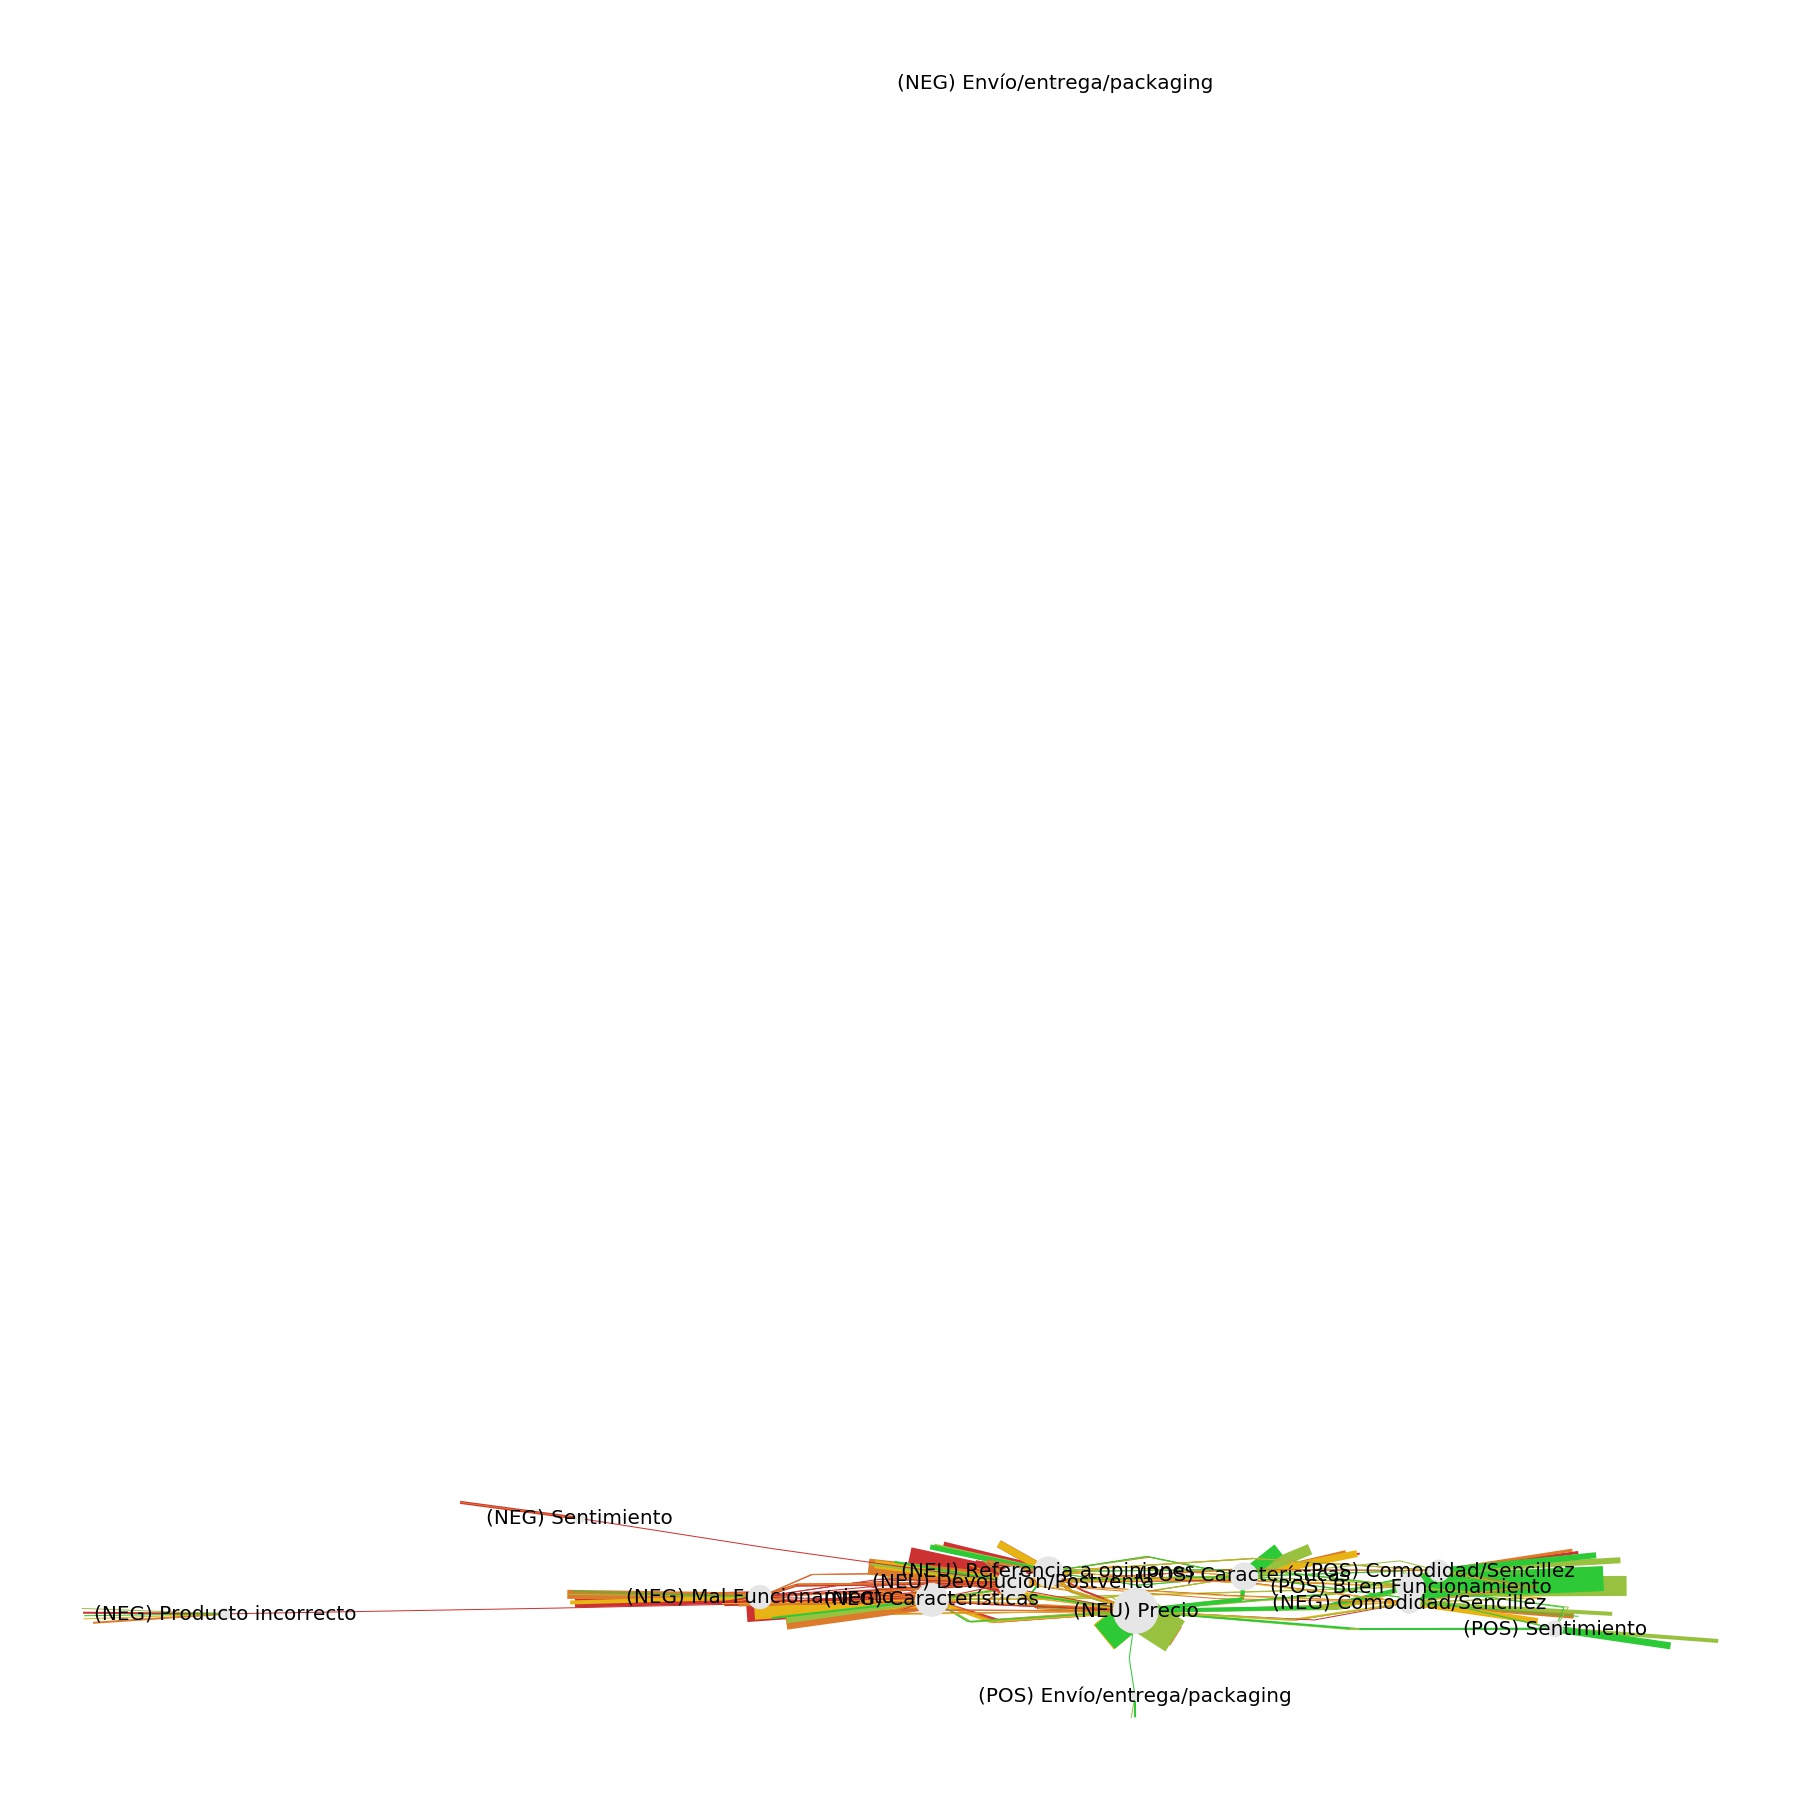 (NEG) Envío/entrega/packaging
(NEG) Sentimiento
(NEU) Referencia a opiniones
(POS) Características
(POS) Comodidad/Sencillez
(NEU) Devolución/Postventa
(POS) Buen Funcionamiento
(NEG) Mal Funcionamiento
(NEG) Características
(NEG) Comodidad/Sencillez
(NEG) Producto incorrecto
(NEU) Precio
(POS) Sentimiento
(POS) Envío/entrega/packaging